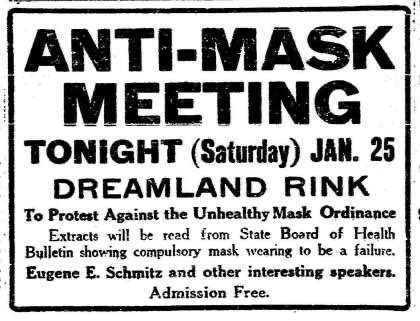 ANTI-MASK
MEETING
TONIGHT (Saturday) JAN. 25
DREAMLAND RINK
To Protest Against the Unhealthy Mask Ordinance
Extracts will be read from State Board of Health
Bulletin showing compulsory mask wearing to be a failure.
Eugene E. Schmitz and other interesting speakers.
Admission Free.